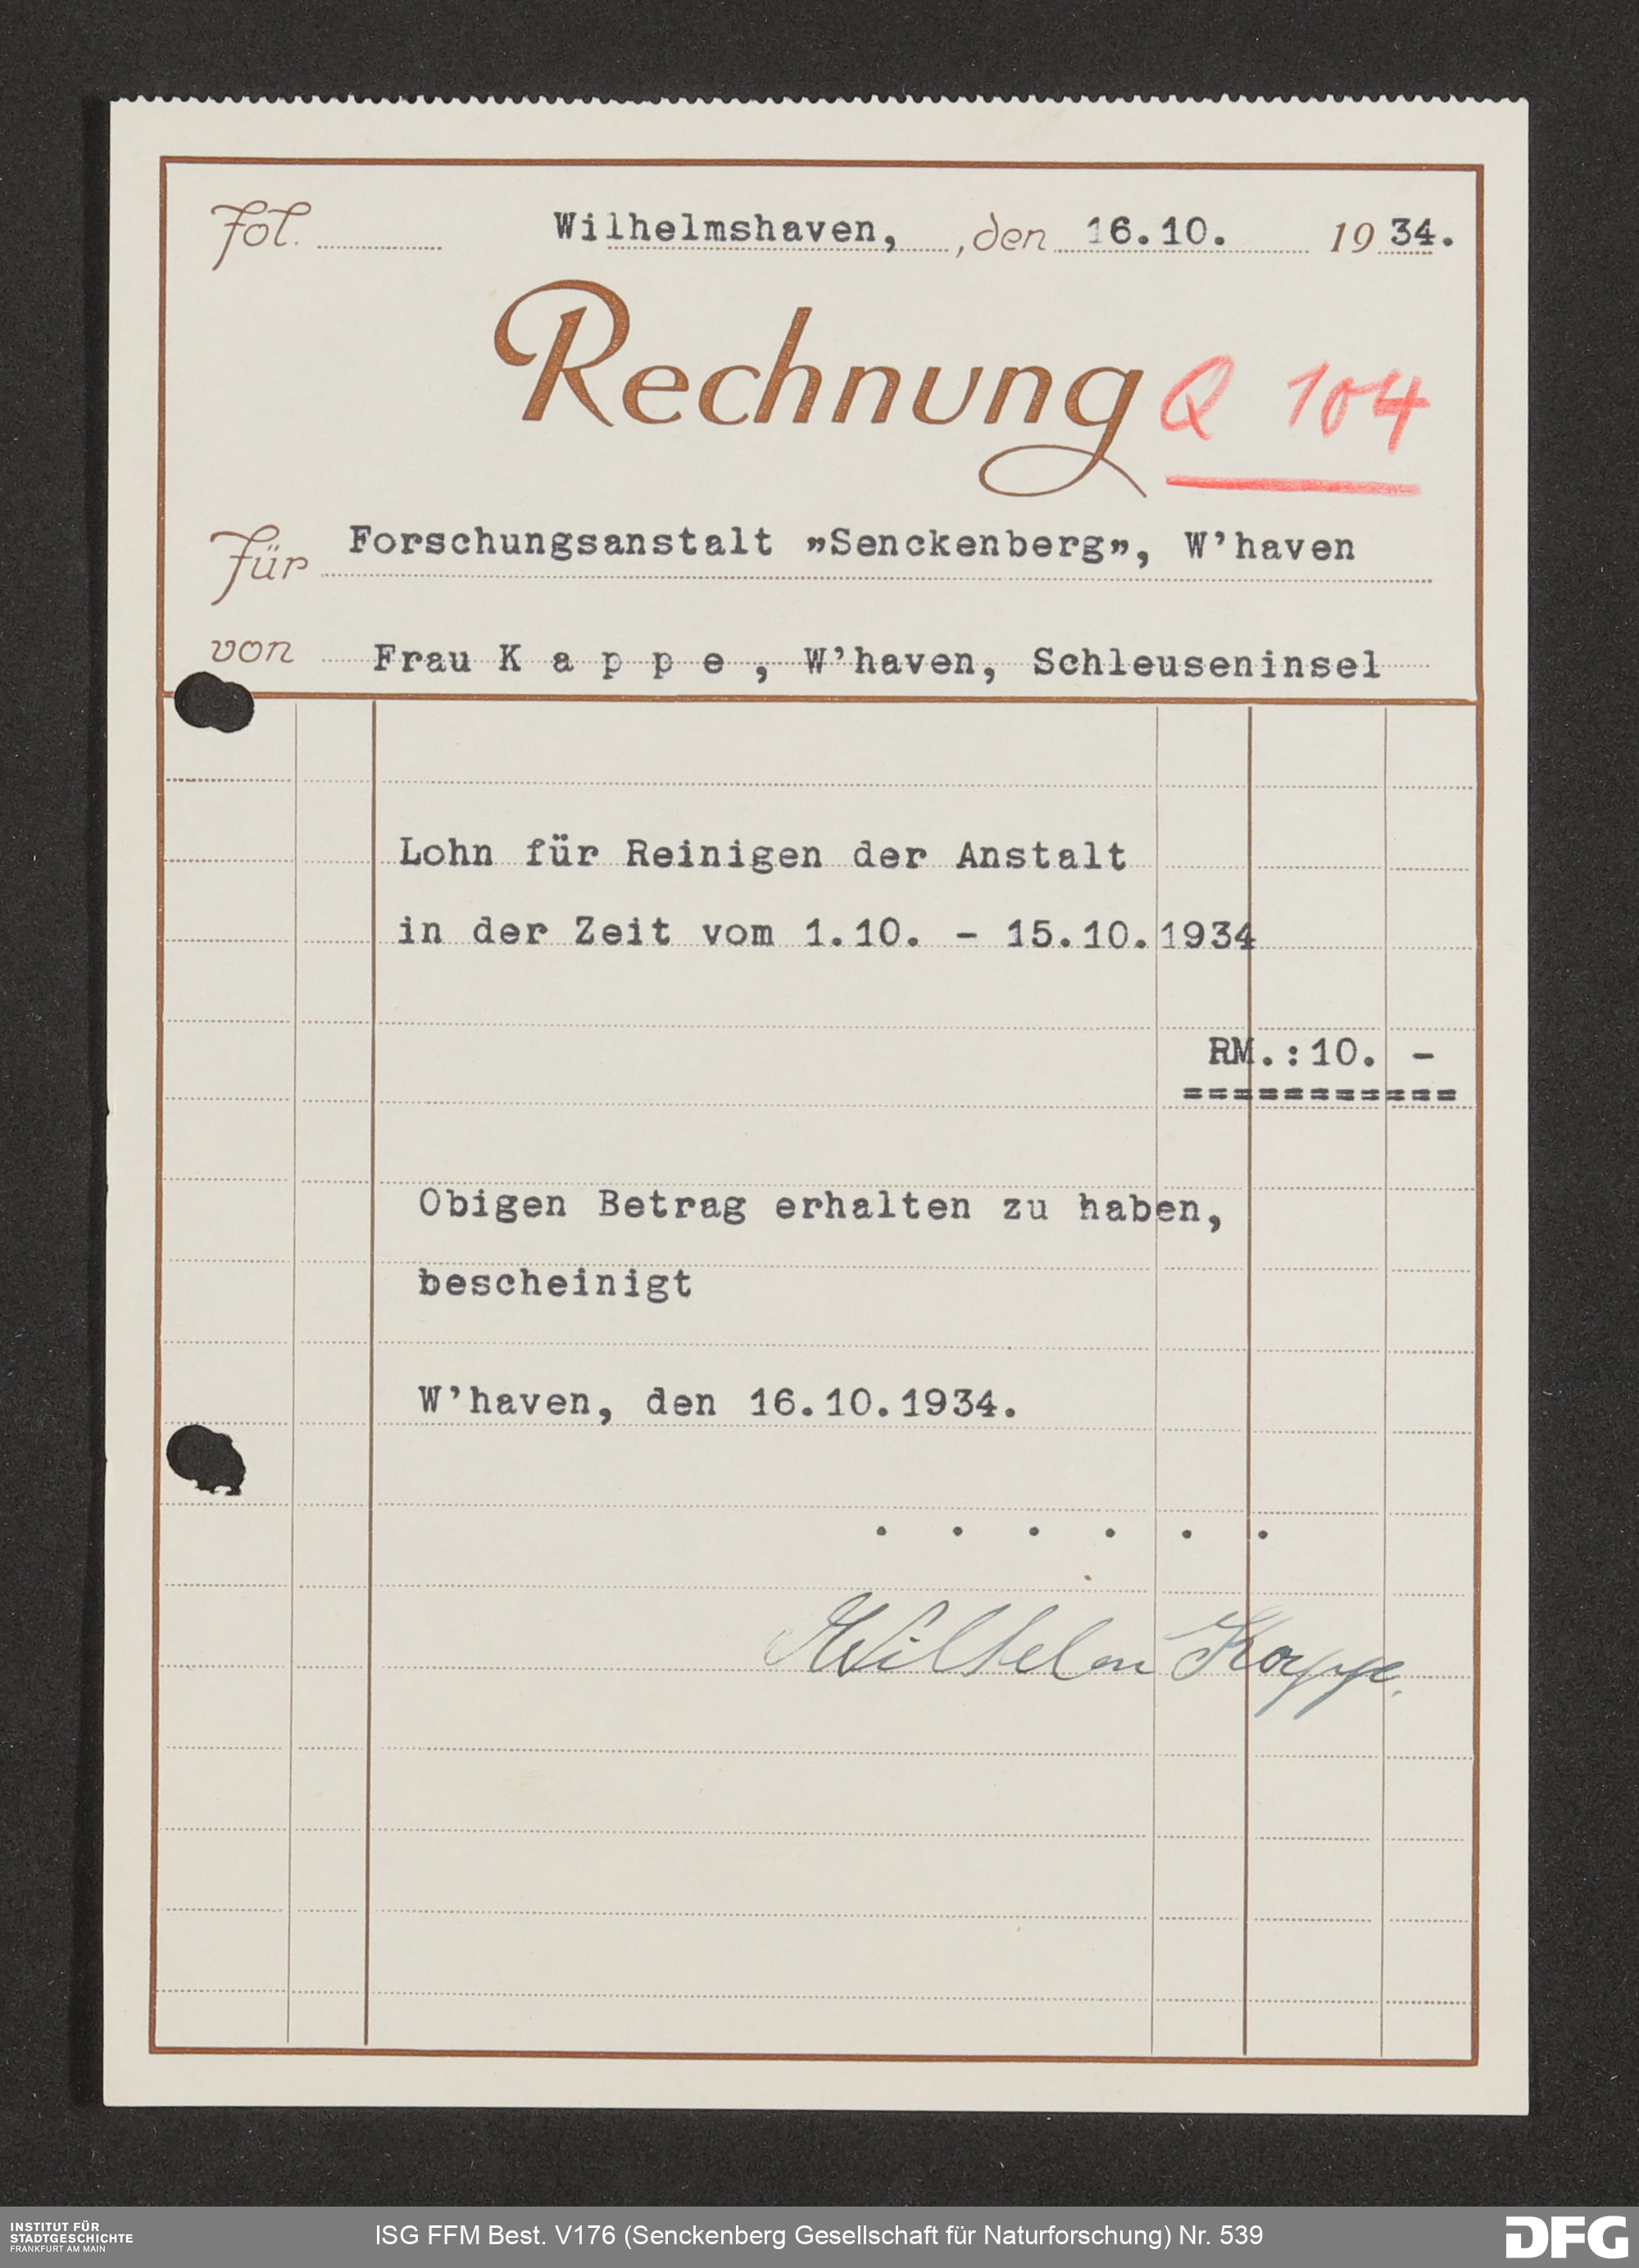 Fol. Wilhelmshaven, , den 16.10. 19 34.
Rechnung Q 104
Für Forschungsanstalt "Senckenberg", W'haven
von Frau K a p p e , W'haven, Schleuseninsel
Lohn für Reinigen der Anstalt
in der Zeit vom 1.10. - 15.10.1934
RM.:10. -
===========
Obigen Betrag erhalten zu haben,
bescheinigt
W'haven, den 16.10.1934.
. . . . . .
Wilhelm Kappe.
INSTITUT FÜR
STADTGESCHICHTE
FRANKFURT AM MAIN
ISG FFM Best. V176 (Senckenberg Gesellschaft für Naturforschung) Nr. 539
DFG